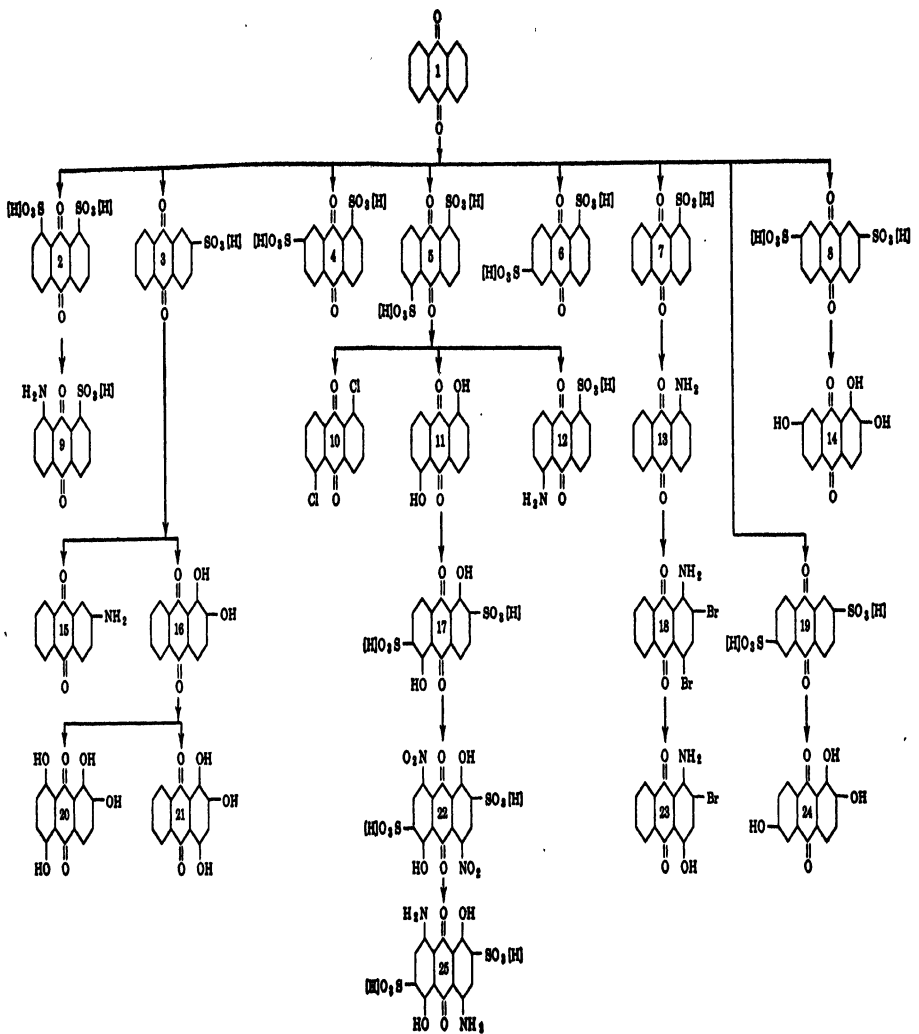 O
1
O
[H]O₃S O SO₃[H]
2
O
O
3 SO₃[H]
O
O SO₃[H]
[H]O₃S 4
O
O SO₃[H]
5
[H]O₃S O
O SO₃[H]
6
[H]O₃S O
O SO₃[H]
7
O
O
[H]O₃S 8 SO₃[H]
O
H₂N O SO₃[H]
9
O
O Cl
10
Cl O
O OH
11
HO O
O SO₃[H]
12
H₂N O
O NH₂
13
O
O OH
HO 14 OH
O
O
15 NH₂
O
O OH
16 OH
O
O OH
17 SO₃[H]
[H]O₃S
HO O
O NH₂
18 Br
O Br
O
19 SO₃[H]
[H]O₃S
O
HO O OH
20 OH
HO O
O OH
21 OH
O OH
O₂N O OH
22 SO₃[H]
[H]O₃S
HO O NO₂
O NH₂
23 Br
O OH
O OH
24 OH
HO
O
H₂N O OH
25 SO₃[H]
[H]O₃S
HO O NH₂